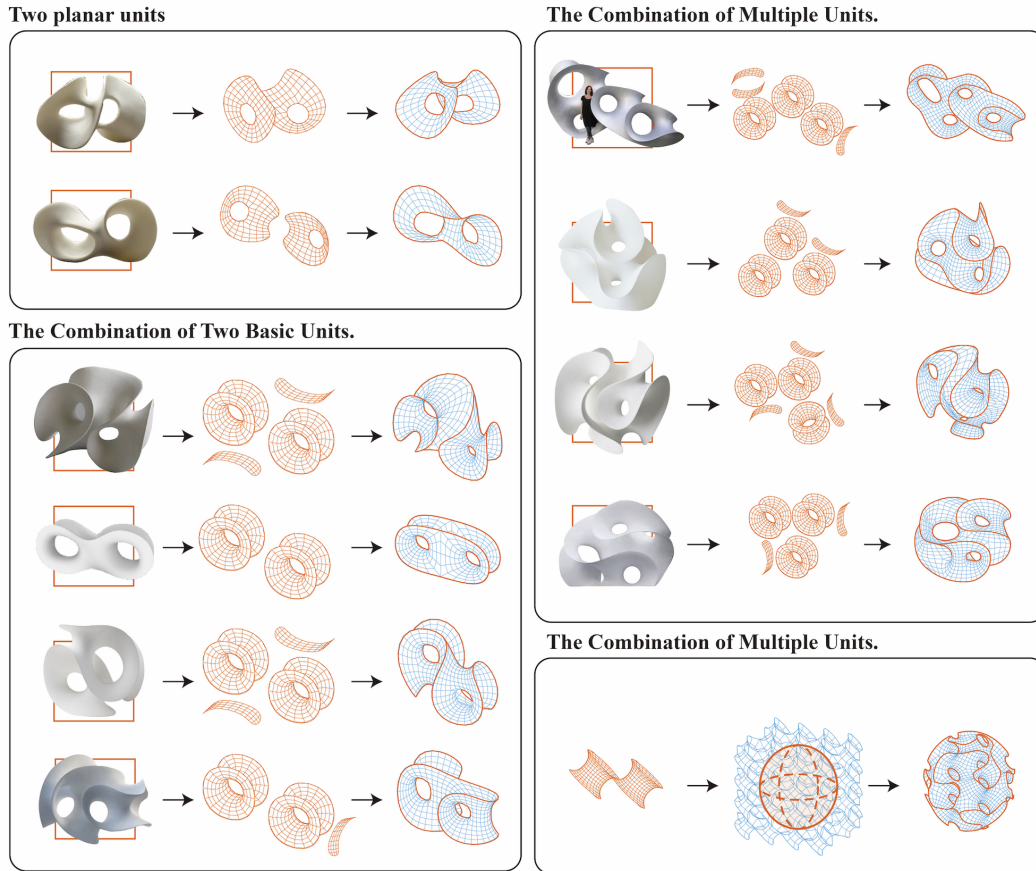 Two planar units
The Combination of Two Basic Units.
The Combination of Multiple Units.
The Combination of Multiple Units.